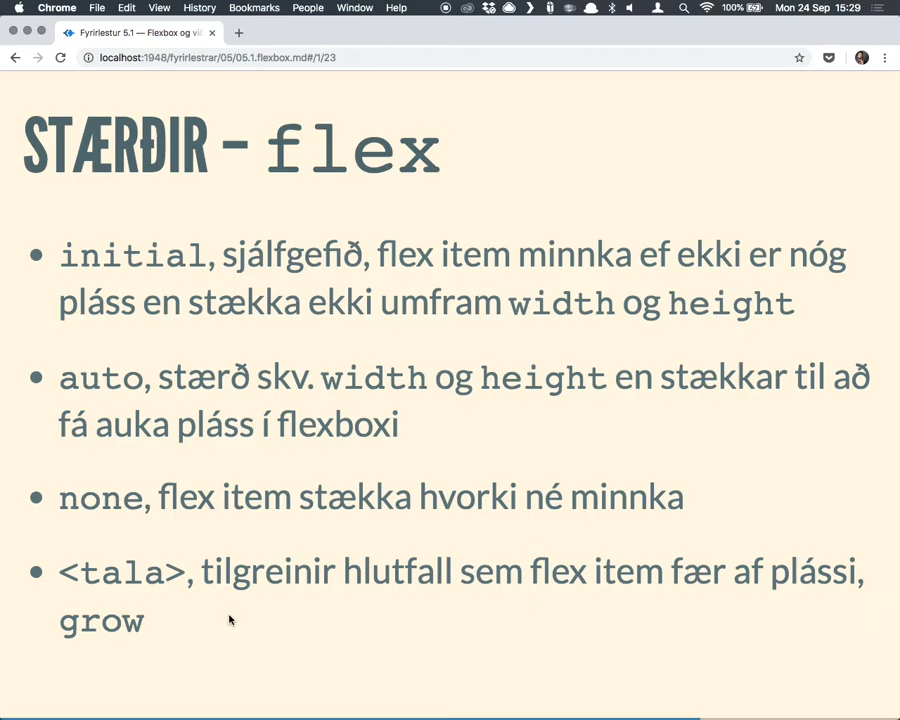 Chrome File Edit View History Bookmarks People Window Help 100% Mon 24 Sep 15:29
Fyrirlestur 5.1 — Flexbox og
localhost:1948/fyrirlestrar/05/05.1.flexbox.md#/1/23
STÆRÐIR - flex
• initial, sjálfgefið, flex item minnka ef ekki er nóg
pláss en stækka ekki umfram width og height
• auto, stærð skv. width og height en stækkar til að
fá auka pláss í flexboxi
• none, flex item stækka hvorki né minnka
• <tala>, tilgreinir hlutfall sem flex item fær af plássi,
grow